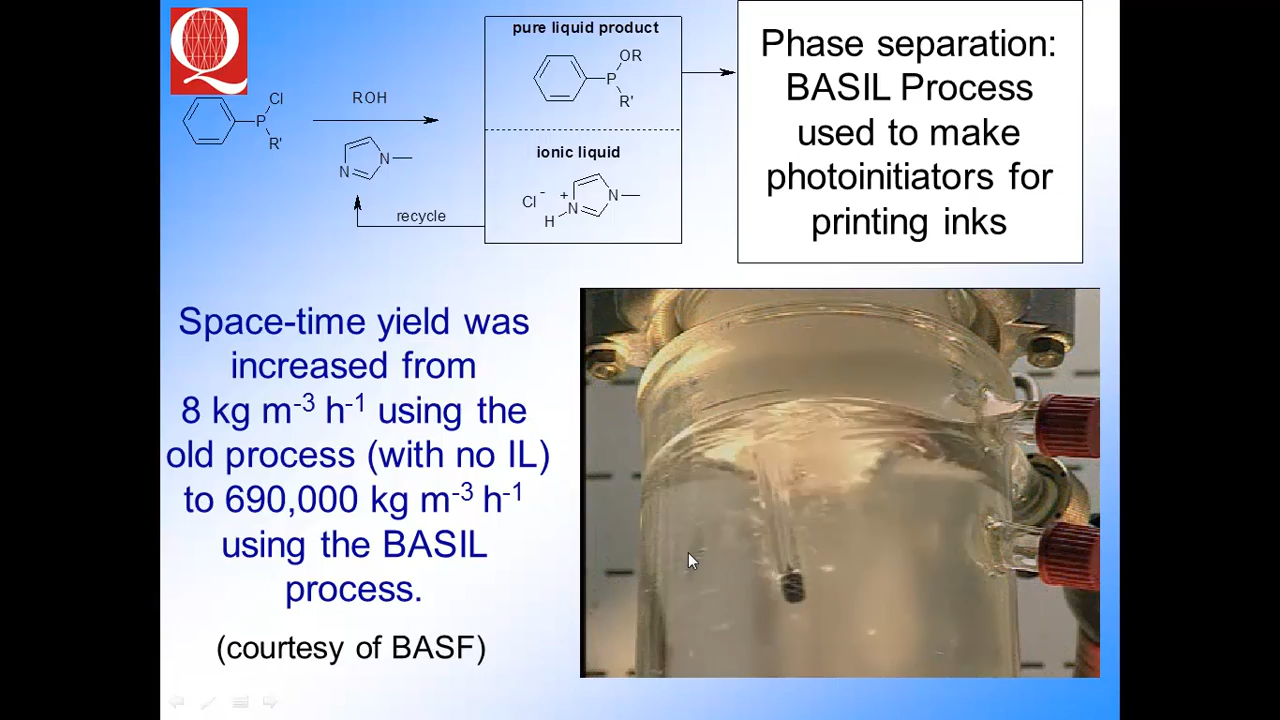 Q
pure liquid product
OR
P
R'
Cl
P
R'
ROH
N
N
ionic liquid
Cl - + N N
H
recycle
Phase separation:
BASIL Process
used to make
photoinitiators for
printing inks
Space-time yield was
increased from
8 kg m-3 h-1 using the
old process (with no IL)
to 690,000 kg m-3 h-1
using the BASIL
process.
(courtesy of BASF)